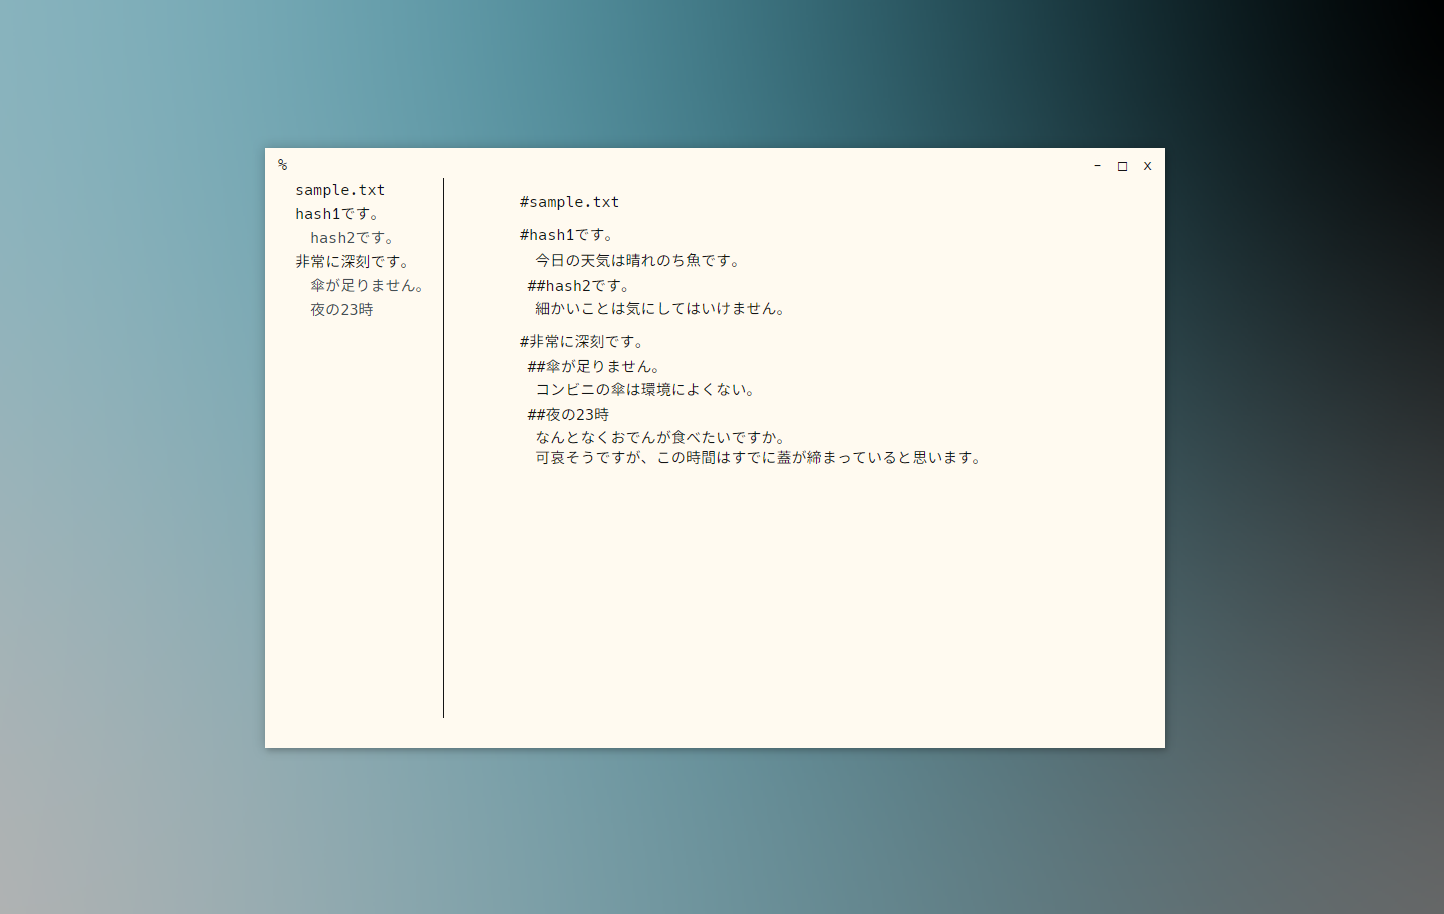 %
– □ x
sample.txt
hash1です。
hash2です。
非常に深刻です。
傘が足りません。
夜の23時
#sample.txt
#hash1です。
今日の天気は晴れのち魚です。
##hash2です。
細かいことは気にしてはいけません。
#非常に深刻です。
##傘が足りません。
コンビニの傘は環境によくない。
##夜の23時
なんとなくおでんが食べたいですか。
可哀そうですが、この時間はすでに蓋が締まっていると思います。